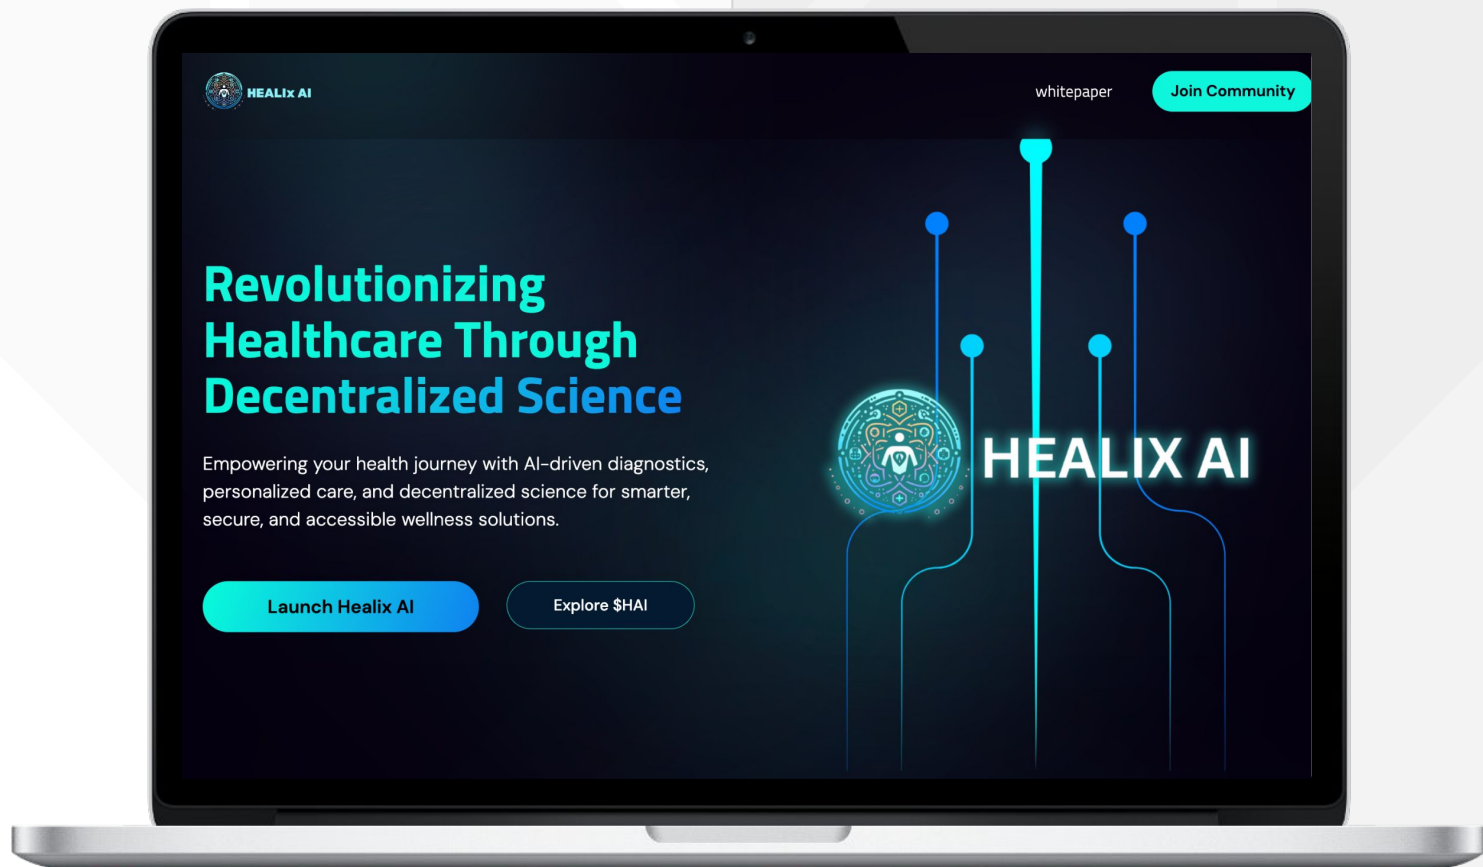 HEALIx AI
whitepaper
Join Community
Revolutionizing
Healthcare Through
Decentralized Science
Empowering your health journey with AI-driven diagnostics,
personalized care, and decentralized science for smarter,
secure, and accessible wellness solutions.
Launch Healix AI
Explore $HAI
HEALIX AI